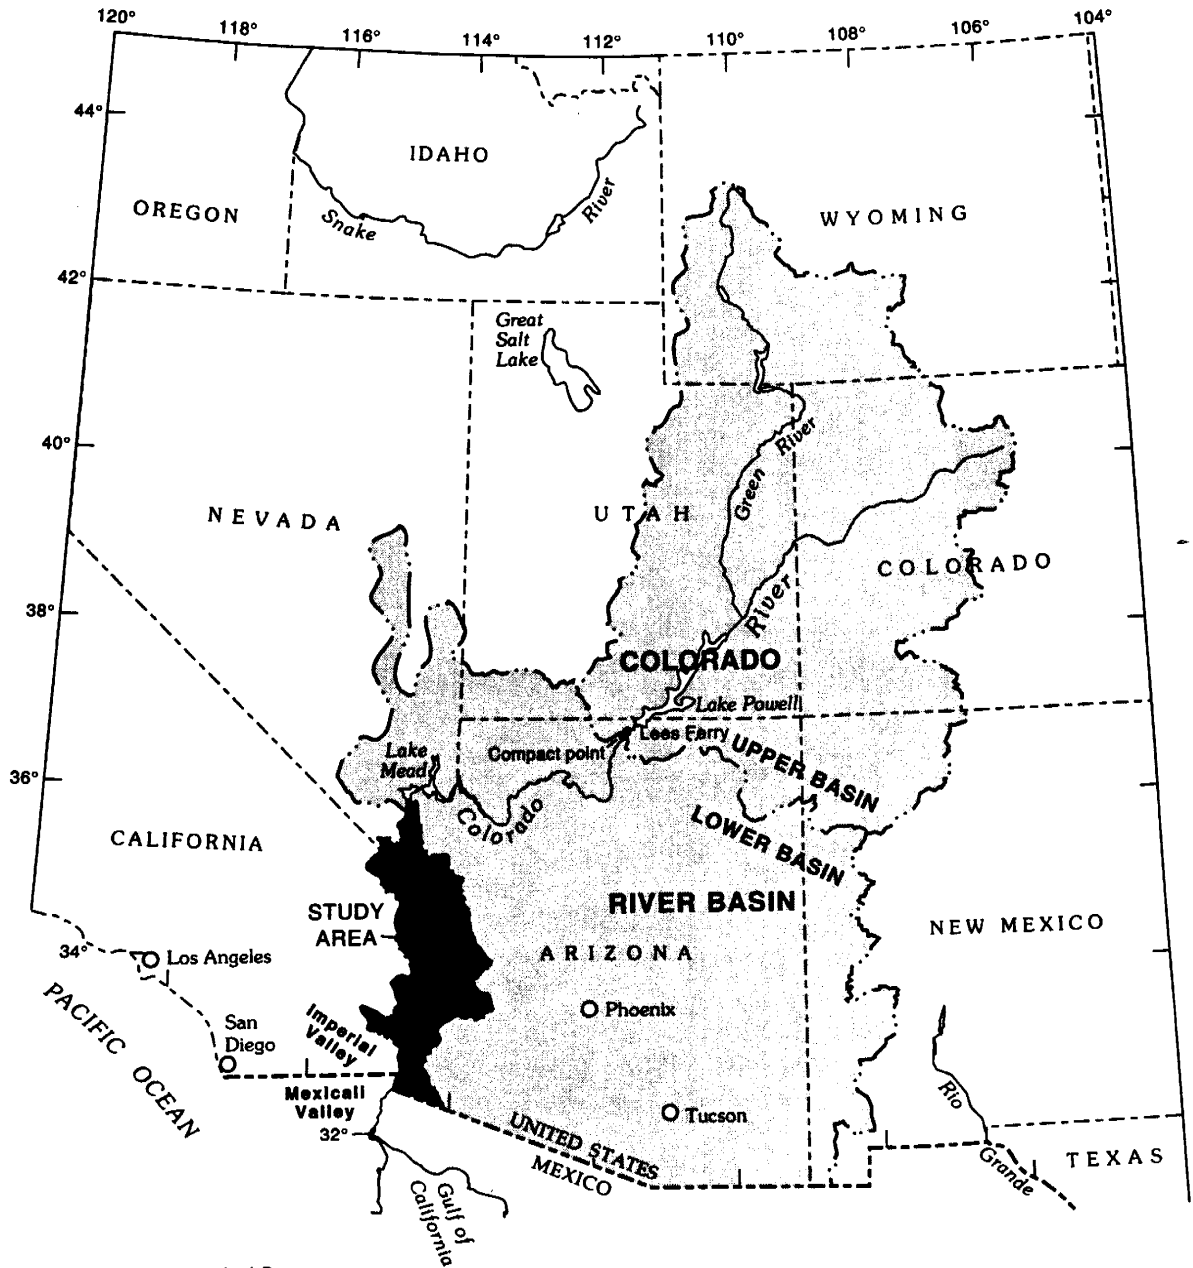 120°
118°
116°
114°
112°
110°
108°
106°
104°
44°
IDAHO
OREGON
Snake
River
WYOMING
42°
Great
Salt
Lake
40°
River
Green
NEVADA
UTAH
COLORADO
38°
River
COLORADO
Lake Powell
Lees Ferry
Compact point
UPPER BASIN
Lake
Mead
36°
Colorado
LOWER BASIN
CALIFORNIA
RIVER BASIN
STUDY
AREA
NEW MEXICO
ARIZONA
34°
Los Angeles
Phoenix
PACIFIC OCEAN
San
Diego
Imperial
Valley
Mexicali
Valley
Rio
Tucson
32°
UNITED STATES
MEXICO
Grande
TEXAS
Gulf of
California